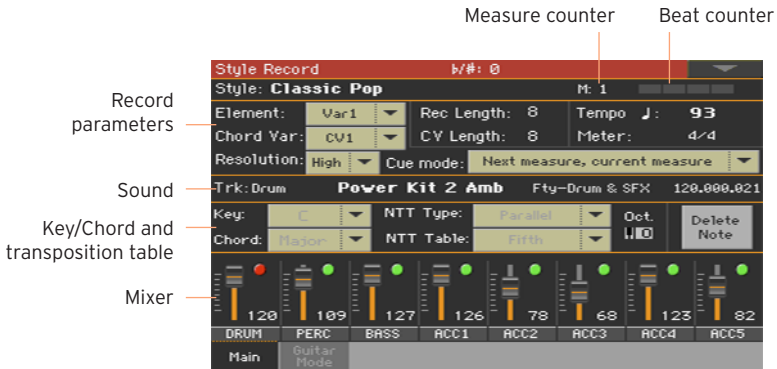 Measure counter Beat counter
Style Record ♭/#: 0
Style: Classic Pop M: 1
Record parameters
Element: Var1 Rec Length: 8 Tempo ♩: 93
Chord Var: CV1 CV Length: 8 Meter: 4/4
Resolution: High Cue mode: Next measure, current measure
Sound
Trk: Drum Power Kit 2 Amb Fty-Drum & SFX 120.000.021
Key/Chord and transposition table
Key: C NTT Type: Parallel Oct. Delete Note
Chord: Major NTT Table: Fifth 0
Mixer
120 109 127 126 78 68 123 82
DRUM PERC BASS ACC1 ACC2 ACC3 ACC4 ACC5
Main Guitar Mode